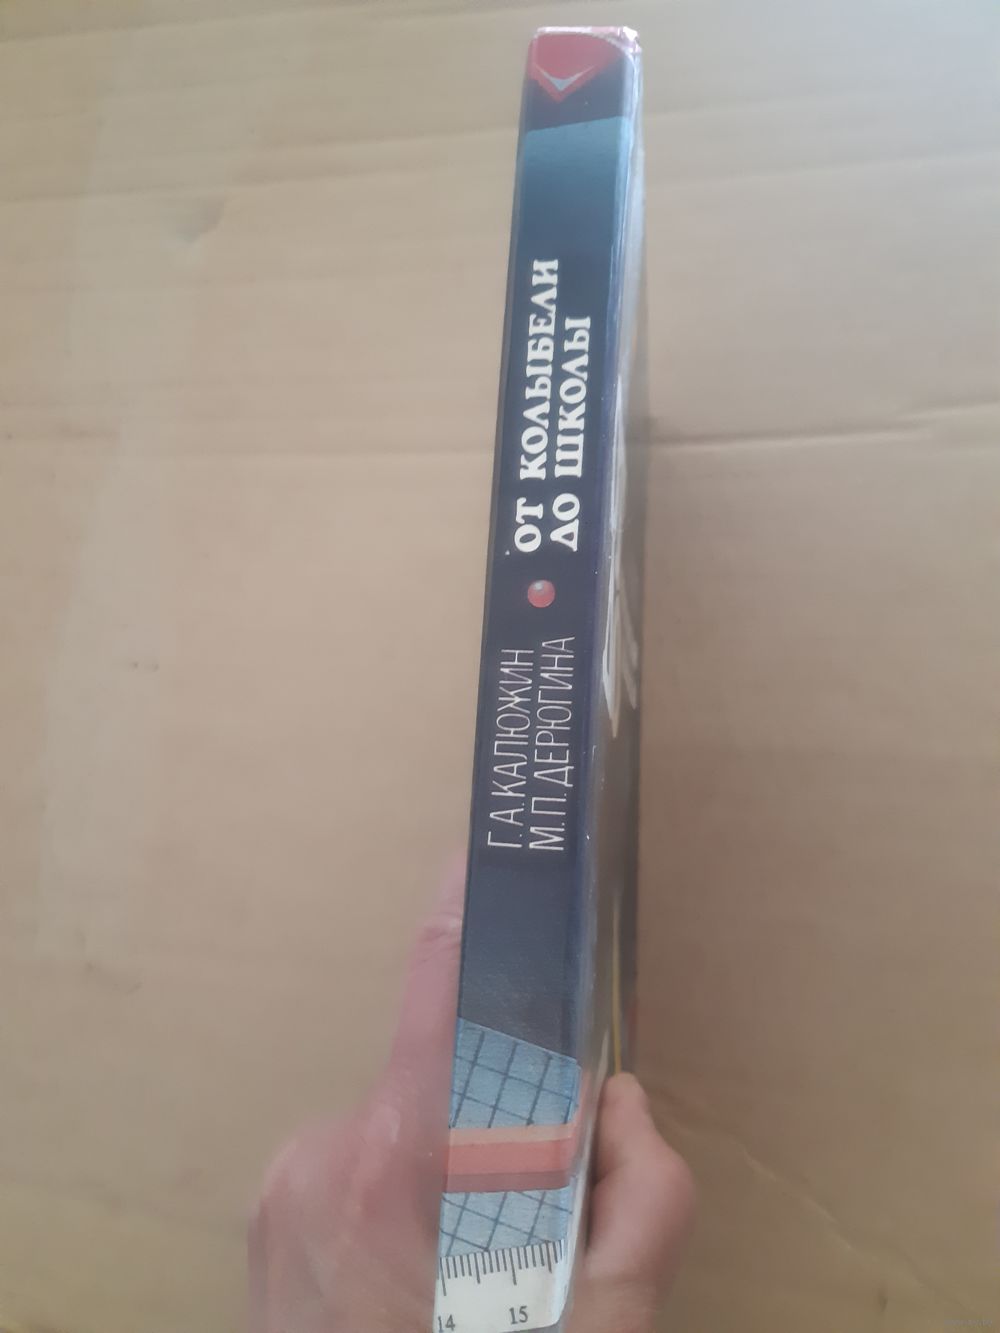 Г. А. КАЛЮЖИН
М. П. ДЕРЮГИНА
ОТ КОЛЫБЕЛИ
ДО ШКОЛЫ
14 15